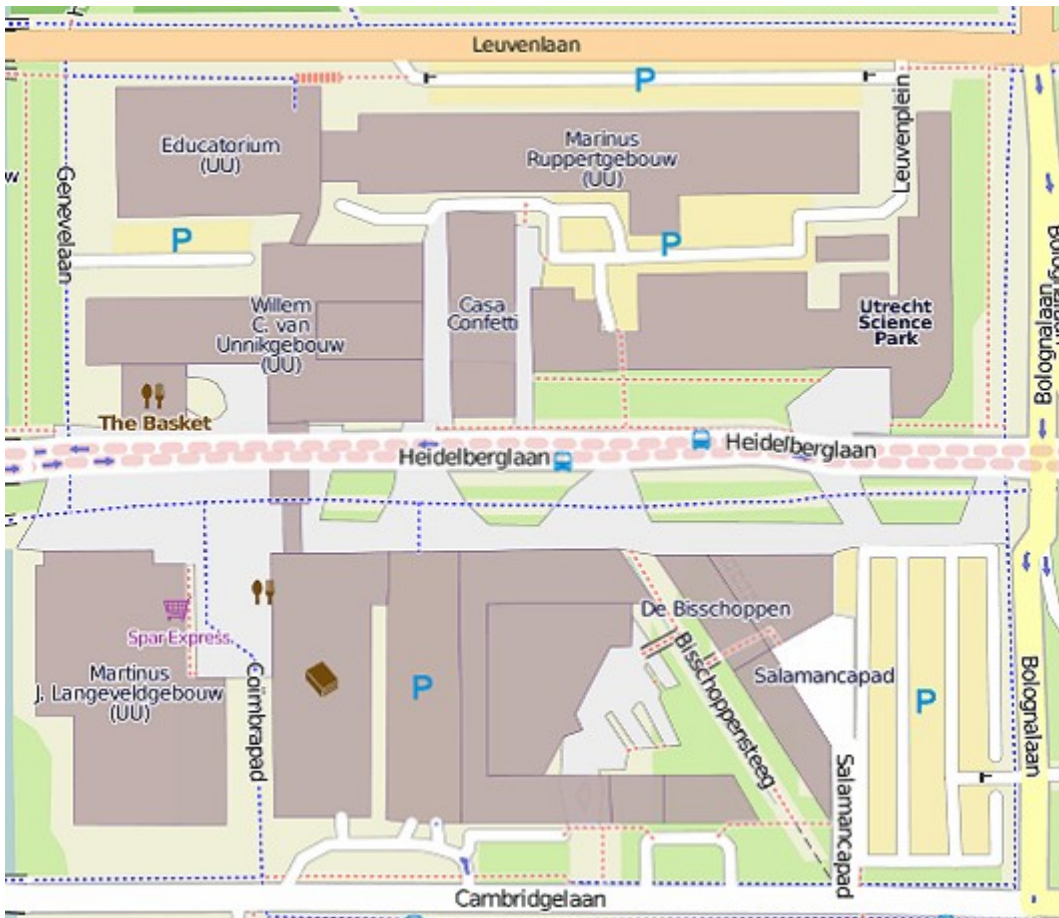 Leuvenlaan
P
Educatorium
(UU)
Marinus
Ruppertgebouw
(UU)
Leuvenplein
Genevelaan
P
P
Willem
C. van
Unnikgebouw
(UU)
Casa
Confetti
Utrecht
Science
Park
Bolognalaan
The Basket
Heidelberglaan
Heidelberglaan
De Bisschoppen
Spar Express
Martinus
J. Langeveldgebouw
(UU)
Coïmbrapad
P
Bisschoppensteeg
Salamancapad
P
Bolognalaan
Salamancapad
Cambridgelaan